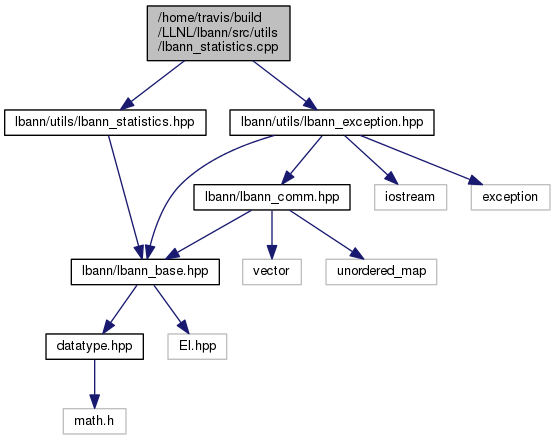 /home/travis/build
/LLNL/lbann/src/utils
/lbann_statistics.cpp
lbann/utils/lbann_statistics.hpp
lbann/utils/lbann_exception.hpp
lbann/lbann_comm.hpp
iostream
exception
lbann/lbann_base.hpp
vector
unordered_map
datatype.hpp
El.hpp
math.h